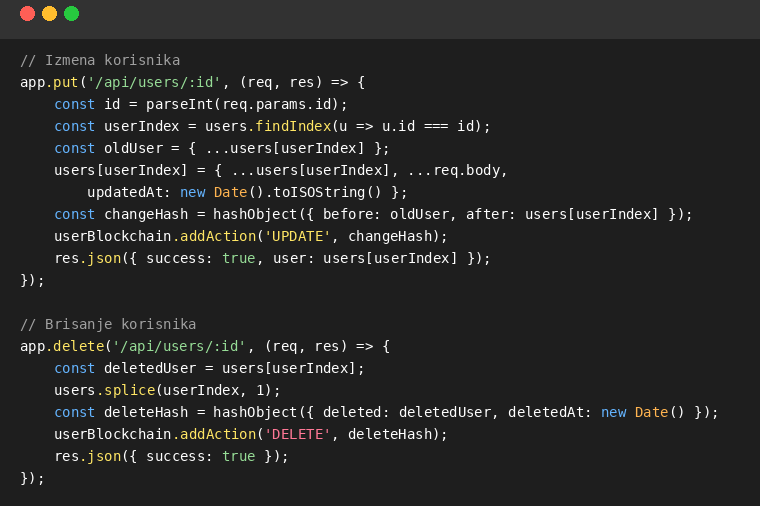 // Izmena korisnika
app.put('/api/users/:id', (req, res) => {
    const id = parseInt(req.params.id);
    const userIndex = users.findIndex(u => u.id === id);
    const oldUser = { ...users[userIndex] };
    users[userIndex] = { ...users[userIndex], ...req.body,
        updatedAt: new Date().toISOString() };
    const changeHash = hashObject({ before: oldUser, after: users[userIndex] });
    userBlockchain.addAction('UPDATE', changeHash);
    res.json({ success: true, user: users[userIndex] });
});

// Brisanje korisnika
app.delete('/api/users/:id', (req, res) => {
    const deletedUser = users[userIndex];
    users.splice(userIndex, 1);
    const deleteHash = hashObject({ deleted: deletedUser, deletedAt: new Date() });
    userBlockchain.addAction('DELETE', deleteHash);
    res.json({ success: true });
});